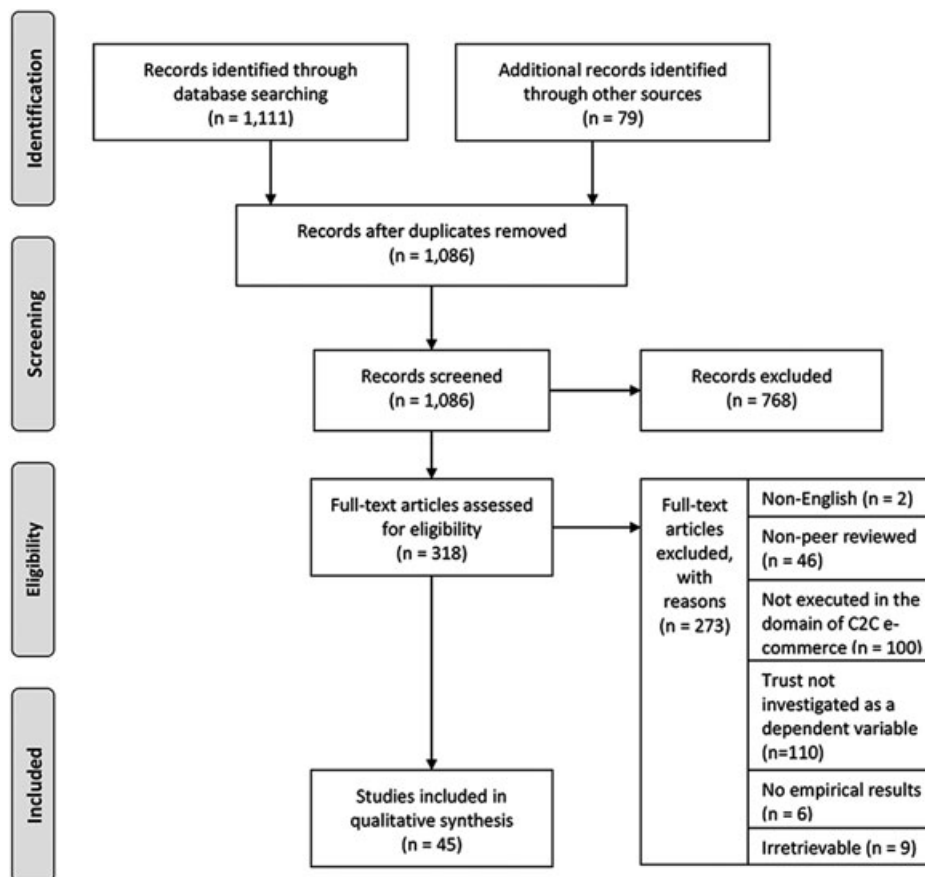 Identification
Records identified through
database searching
(n = 1,111)
Additional records identified
through other sources
(n = 79)
Records after duplicates removed
(n = 1,086)
Screening
Records screened
(n = 1,086)
Records excluded
(n = 768)
Eligibility
Full-text articles assessed
for eligibility
(n = 318)
Full-text
articles
excluded,
with
reasons
(n = 273)
Non-English (n = 2)
Non-peer reviewed
(n = 46)
Not executed in the
domain of C2C e-
commerce (n = 100)
Trust not
investigated as a
dependent variable
(n=110)
No empirical results
(n = 6)
Irretrievable (n = 9)
Included
Studies included in
qualitative synthesis
(n = 45)